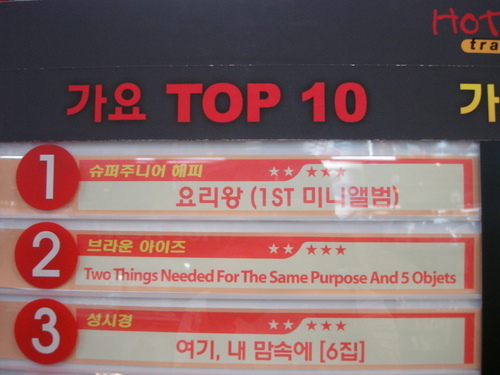 Hot
tra
가요 TOP 10
가
1
슈퍼주니어 해피
요리왕 (1ST 미니앨범)
2
브라운 아이즈
Two Things Needed For The Same Purpose And 5 Objets
3
성시경
여기, 내 맘속에 [6집]